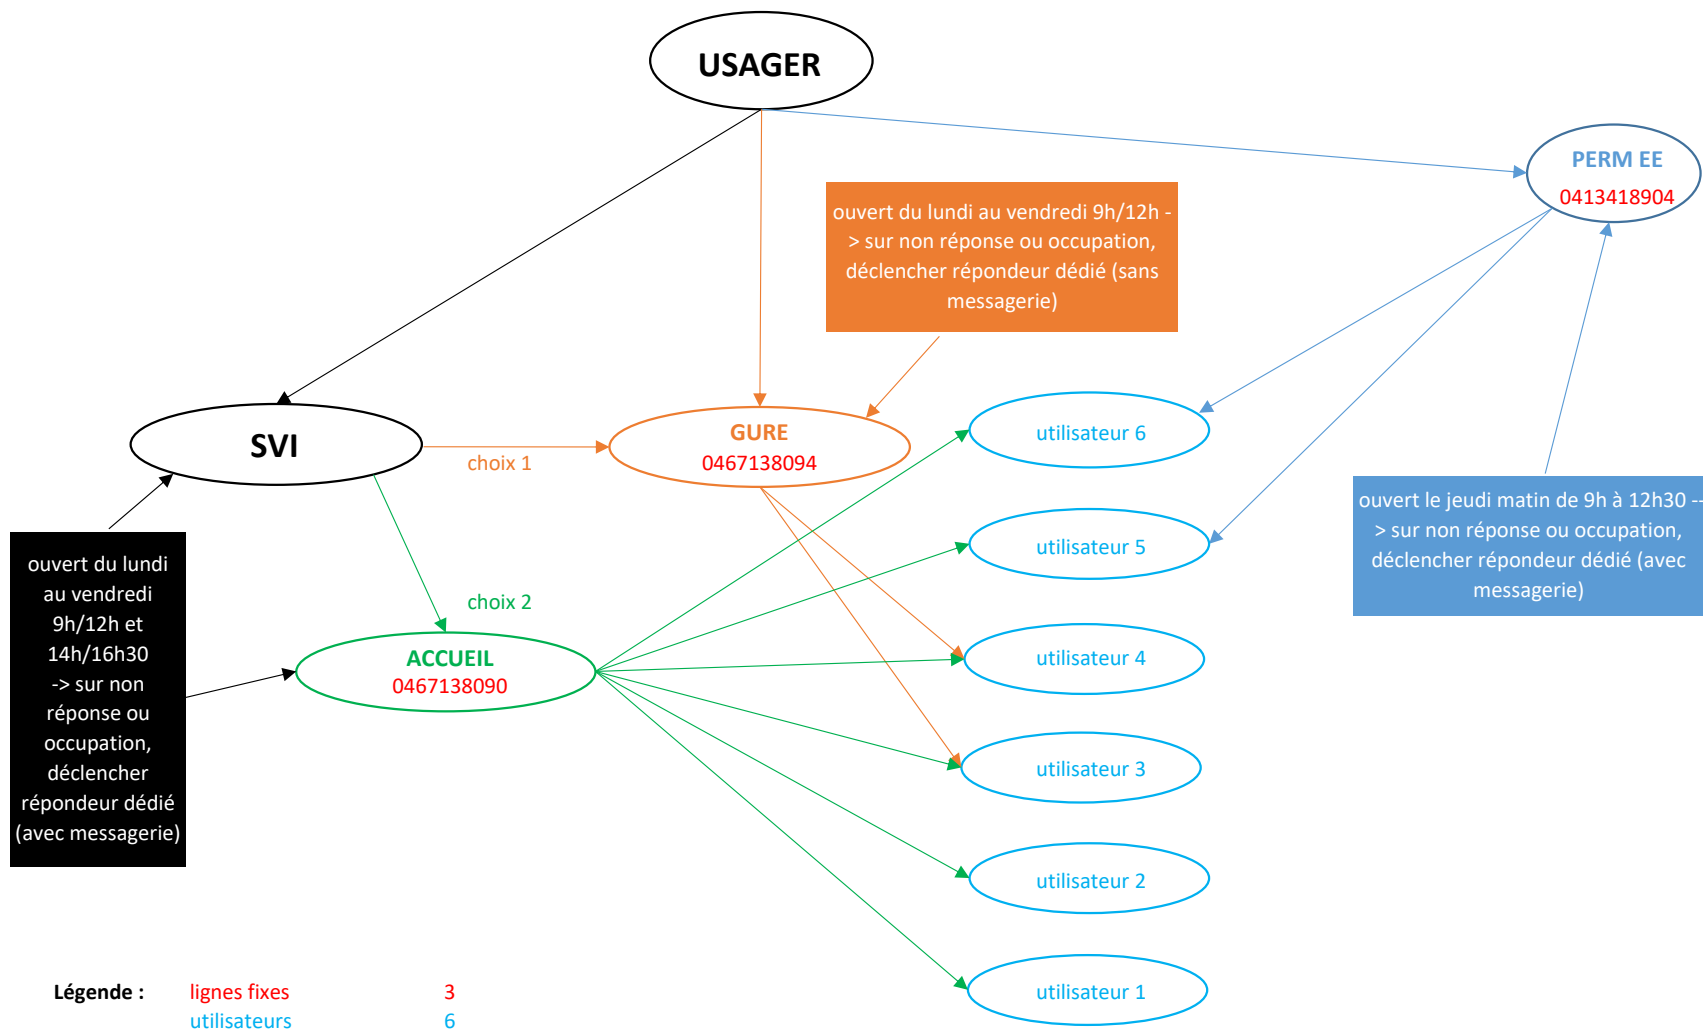 USAGER
PERM EE
0413418904
ouvert du lundi au vendredi 9h/12h -
> sur non réponse ou occupation,
déclencher répondeur dédié (sans
messagerie)
SVI
choix 1
GURE
0467138094
utilisateur 6
ouvert le jeudi matin de 9h à 12h30 --
> sur non réponse ou occupation,
déclencher répondeur dédié (avec
messagerie)
utilisateur 5
ouvert du lundi
au vendredi
9h/12h et
14h/16h30
-> sur non
réponse ou
occupation,
déclencher
répondeur dédié
(avec messagerie)
choix 2
ACCUEIL
0467138090
utilisateur 4
utilisateur 3
utilisateur 2
utilisateur 1
Légende : lignes fixes 3
utilisateurs 6